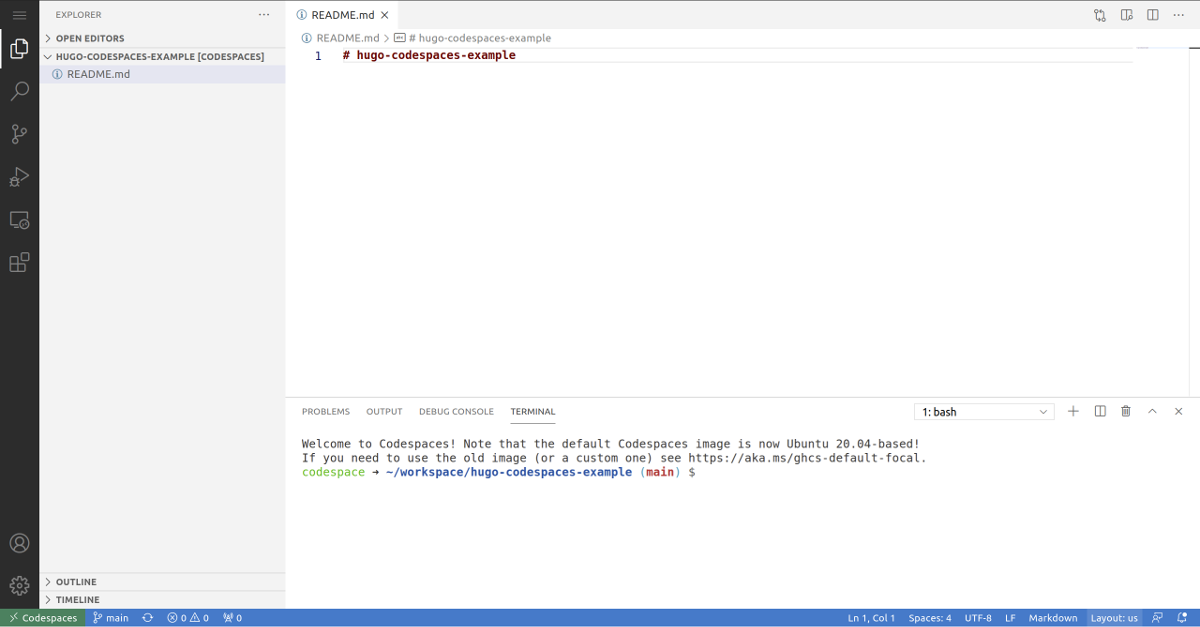 EXPLORER
README.md
OPEN EDITORS
HUGO-CODESPACES-EXAMPLE [CODESPACES]
README.md
README.md > # hugo-codespaces-example
1 # hugo-codespaces-example
PROBLEMS OUTPUT DEBUG CONSOLE TERMINAL 1: bash
Welcome to Codespaces! Note that the default Codespaces image is now Ubuntu 20.04-based!
If you need to use the old image (or a custom one) see https://aka.ms/ghcs-default-focal.
codespace → ~/workspace/hugo-codespaces-example (main) $
OUTLINE
TIMELINE
Codespaces main 0 0 0 Ln 1, Col 1 Spaces: 4 UTF-8 LF Markdown Layout: us